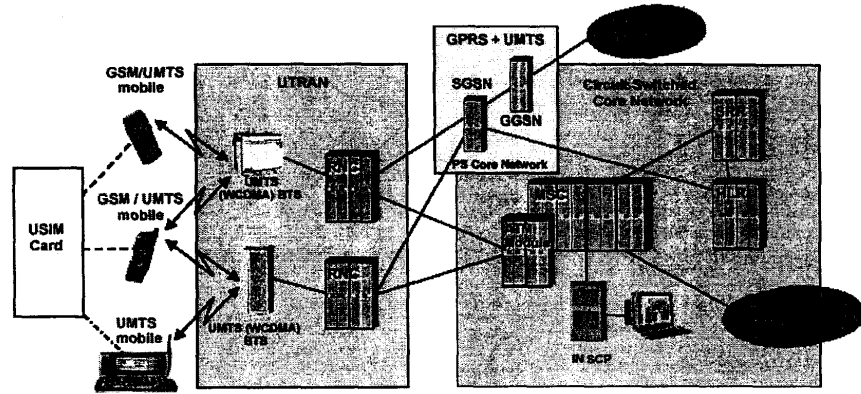 GSM/UMTS
mobile
GSM / UMTS
mobile
UMTS
mobile
USIM
Card
UTRAN
UMTS
(WCDMA) BTS
UMTS (WCDMA)
BTS
RNC
RNC
GPRS + UMTS
SGSN
GGSN
PS Core Network
Circuit-Switched
Core Network
MSC
IN SCP